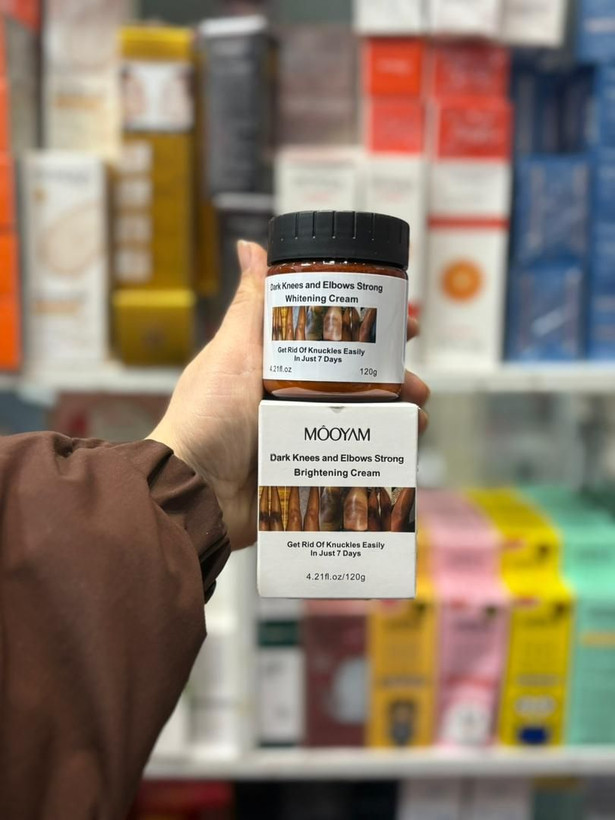 Dark Knees and Elbows Strong
Whitening Cream
Get Rid Of Knuckles Easily
In Just 7 Days
4.21fl.oz 120g
MÔOYAM
Dark Knees and Elbows Strong
Brightening Cream
Get Rid Of Knuckles Easily
In Just 7 Days
4.21fl.oz/120g